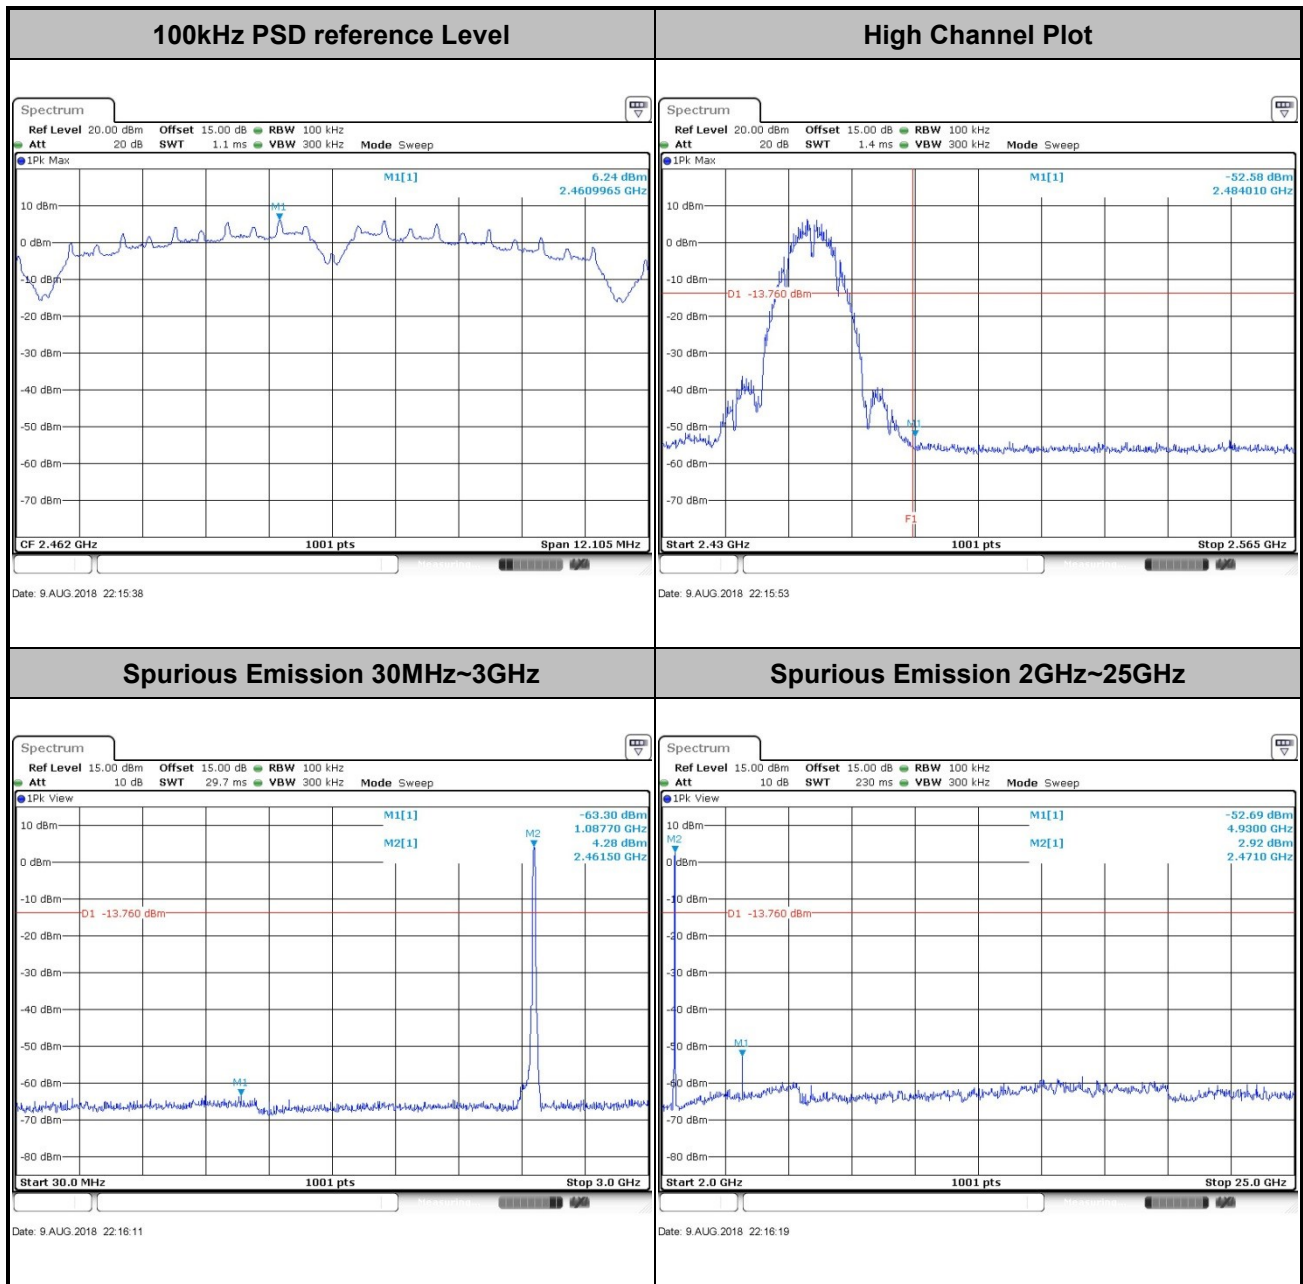 100kHz PSD reference Level
Spectrum
Ref Level 20.00 dBm Offset 15.00 dB RBW 100 kHz
Att 20 dB SWT 1.1 ms VBW 300 kHz Mode Sweep
1Pk Max
M1[1] 6.24 dBm
2.4609965 GHz
M1
10 dBm
0 dBm
-10 dBm
-20 dBm
-30 dBm
-40 dBm
-50 dBm
-60 dBm
-70 dBm
CF 2.462 GHz 1001 pts Span 12.105 MHz
Measuring
Date: 9.AUG.2018 22:15:38
High Channel Plot
Spectrum
Ref Level 20.00 dBm Offset 15.00 dB RBW 100 kHz
Att 20 dB SWT 1.4 ms VBW 300 kHz Mode Sweep
1Pk Max
M1[1] -52.58 dBm
2.484010 GHz
10 dBm
0 dBm
-10 dBm
D1 -13.760 dBm
-20 dBm
-30 dBm
-40 dBm
-50 dBm
M1
-60 dBm
-70 dBm
F1
Start 2.43 GHz 1001 pts Stop 2.565 GHz
Measuring
Date: 9.AUG.2018 22:15:53
Spurious Emission 30MHz~3GHz
Spectrum
Ref Level 15.00 dBm Offset 15.00 dB RBW 100 kHz
Att 10 dB SWT 29.7 ms VBW 300 kHz Mode Sweep
1Pk View
M1[1] -63.30 dBm
1.08770 GHz
M2[1] 4.28 dBm
2.46150 GHz
M2
10 dBm
0 dBm
-10 dBm
D1 -13.760 dBm
-20 dBm
-30 dBm
-40 dBm
-50 dBm
-60 dBm
M1
-70 dBm
-80 dBm
Start 30.0 MHz 1001 pts Stop 3.0 GHz
Measuring
Date: 9.AUG.2018 22:16:11
Spurious Emission 2GHz~25GHz
Spectrum
Ref Level 15.00 dBm Offset 15.00 dB RBW 100 kHz
Att 10 dB SWT 230 ms VBW 300 kHz Mode Sweep
1Pk View
M1[1] -52.69 dBm
4.9300 GHz
M2[1] 2.92 dBm
2.4710 GHz
10 dBm
M2
0 dBm
-10 dBm
D1 -13.760 dBm
-20 dBm
-30 dBm
-40 dBm
-50 dBm
M1
-60 dBm
-70 dBm
-80 dBm
Start 2.0 GHz 1001 pts Stop 25.0 GHz
Measuring
Date: 9.AUG.2018 22:16:19